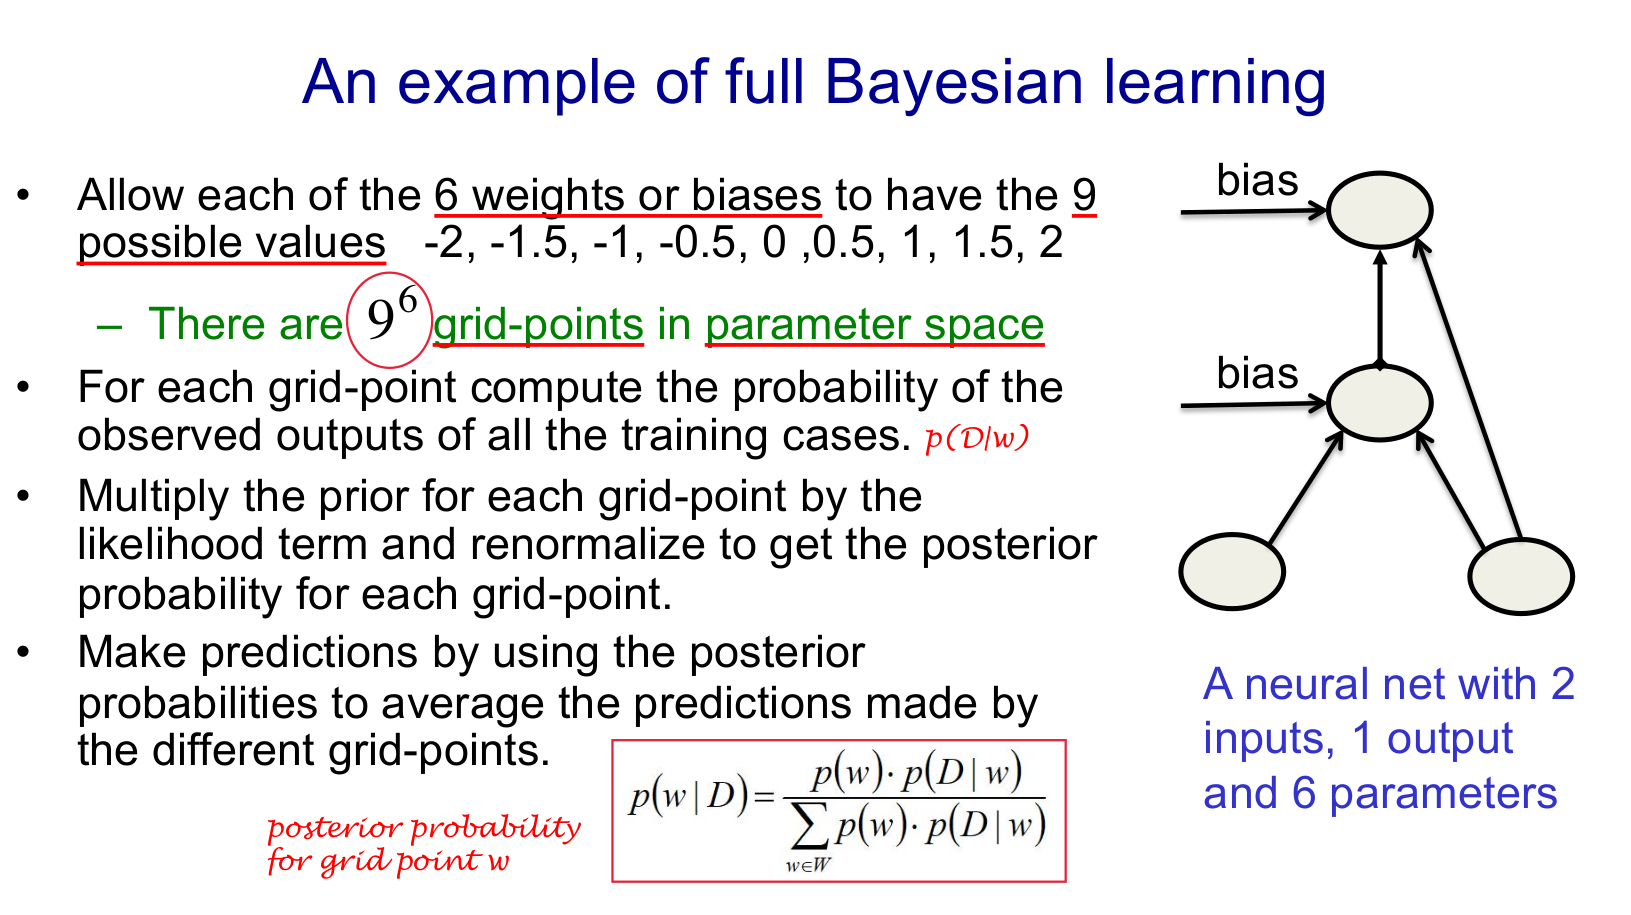 An example of full Bayesian learning
• Allow each of the 6 weights or biases to have the 9
possible values -2, -1.5, -1, -0.5, 0 ,0.5, 1, 1.5, 2
– There are 9^6 grid-points in parameter space
• For each grid-point compute the probability of the
observed outputs of all the training cases. p(D|w)
• Multiply the prior for each grid-point by the
likelihood term and renormalize to get the posterior
probability for each grid-point.
• Make predictions by using the posterior
probabilities to average the predictions made by
the different grid-points.
p(w | D) = p(w) · p(D | w) / ∑_{w∈W} p(w) · p(D | w)
posterior probability
for grid point w
bias
bias
A neural net with 2
inputs, 1 output
and 6 parameters